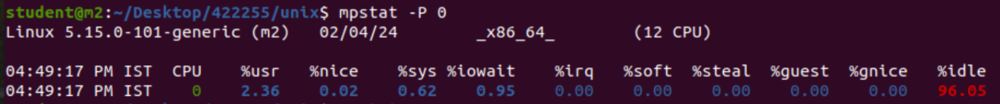 student@m2:~/Desktop/422255/unix$ mpstat -P 0
Linux 5.15.0-101-generic (m2) 02/04/24 _x86_64_ (12 CPU)
04:49:17 PM IST CPU %usr %nice %sys %iowait %irq %soft %steal %guest %gnice %idle
04:49:17 PM IST 0 2.36 0.02 0.62 0.95 0.00 0.00 0.00 0.00 0.00 96.05